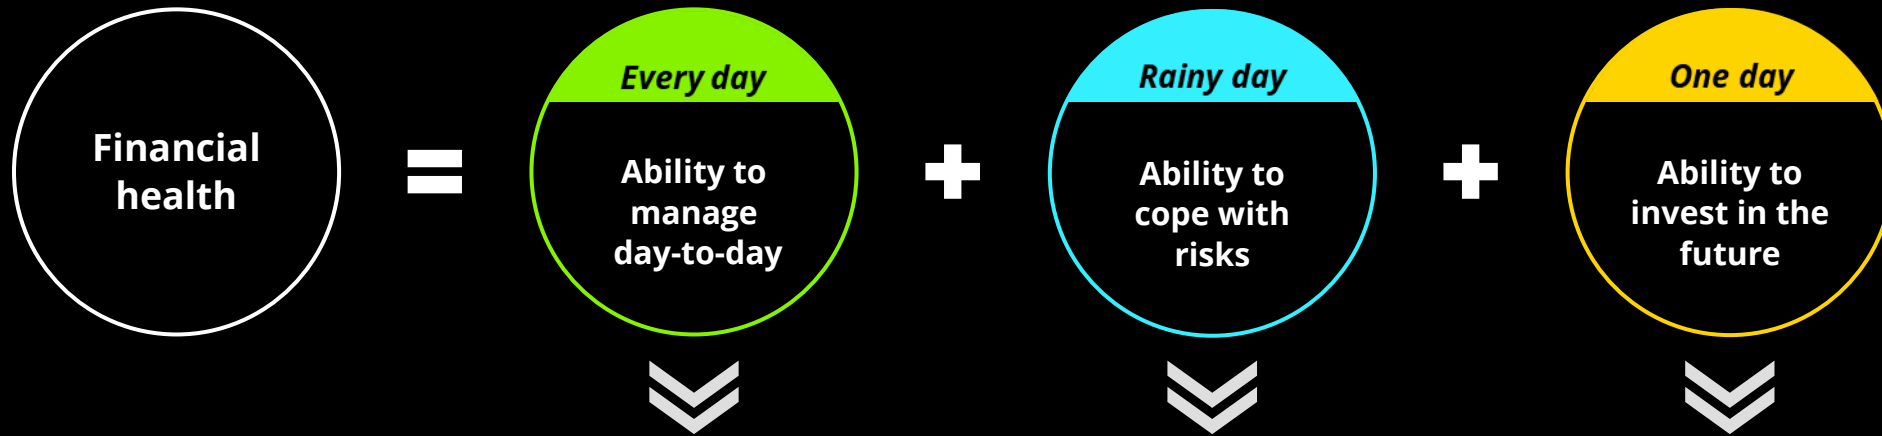 Financial
health
=
Every day
Ability to
manage
day-to-day
+
Rainy day
Ability to
cope with
risks
+
One day
Ability to
invest in the
future